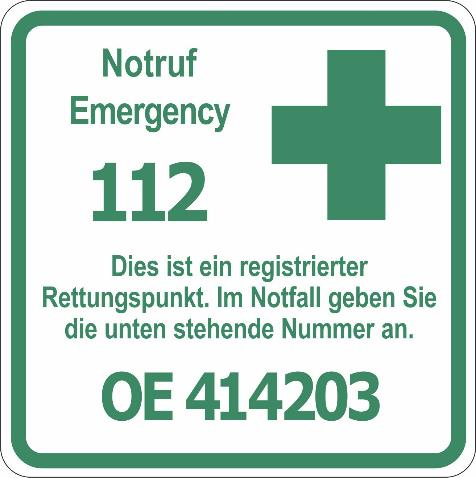 Notruf
Emergency
112
Dies ist ein registrierter
Rettungspunkt. Im Notfall geben Sie
die unten stehende Nummer an.
OE 414203